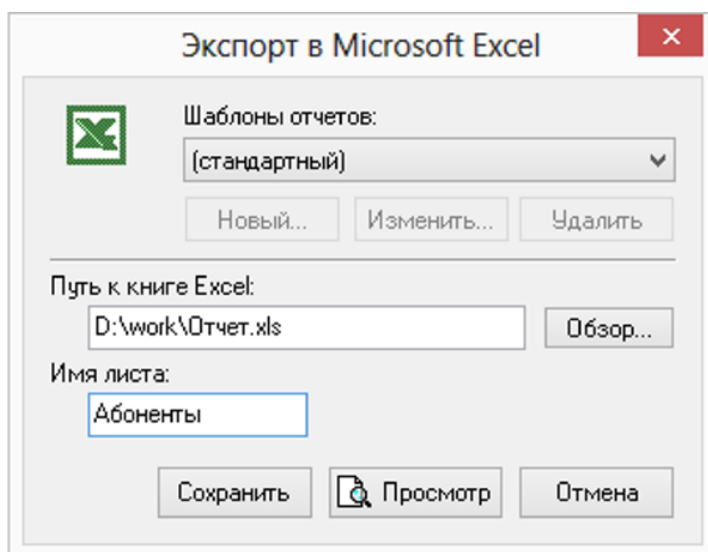 Экспорт в Microsoft Excel
Шаблоны отчетов:
(стандартный)
Новый... Изменить... Удалить
Путь к книге Excel:
D:\work\Отчет.xls Обзор...
Имя листа:
Абоненты
Сохранить Просмотр Отмена